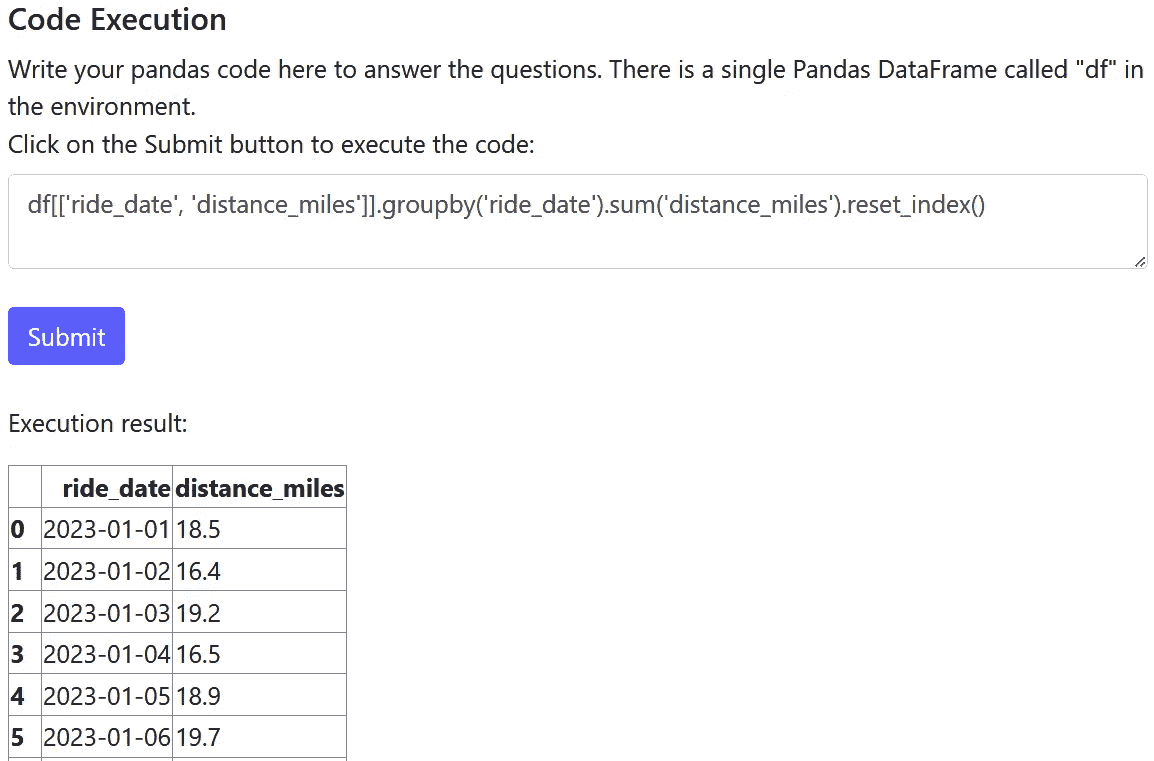 Code Execution
Write your pandas code here to answer the questions. There is a single Pandas DataFrame called "df" in
the environment.
Click on the Submit button to execute the code:
df[['ride_date', 'distance_miles']].groupby('ride_date').sum('distance_miles').reset_index()
Submit
Execution result:
ride_date distance_miles
0 2023-01-01 18.5
1 2023-01-02 16.4
2 2023-01-03 19.2
3 2023-01-04 16.5
4 2023-01-05 18.9
5 2023-01-06 19.7